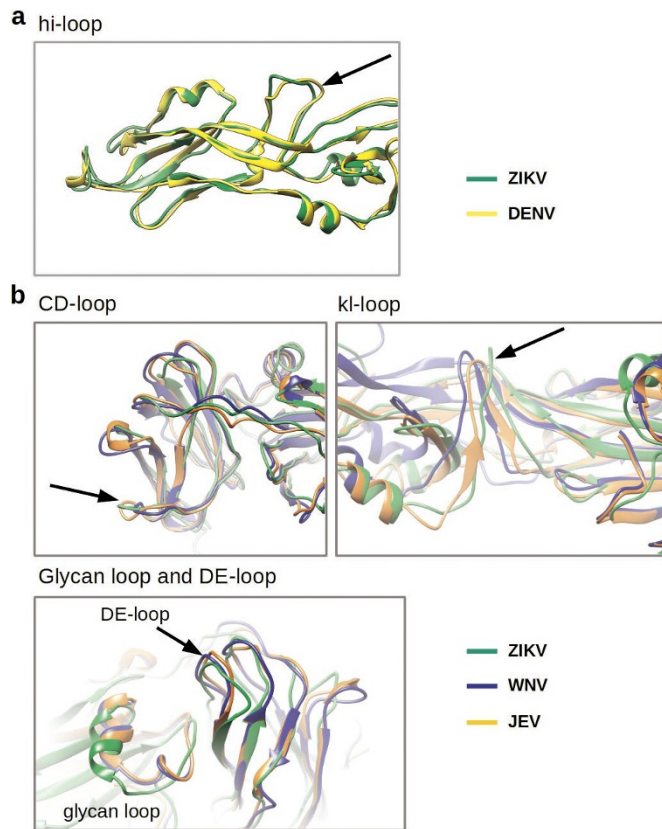 a
hi-loop
ZIKV
DENV
b
CD-loop
kl-loop
Glycan loop and DE-loop
DE-loop
glycan loop
ZIKV
WNV
JEV